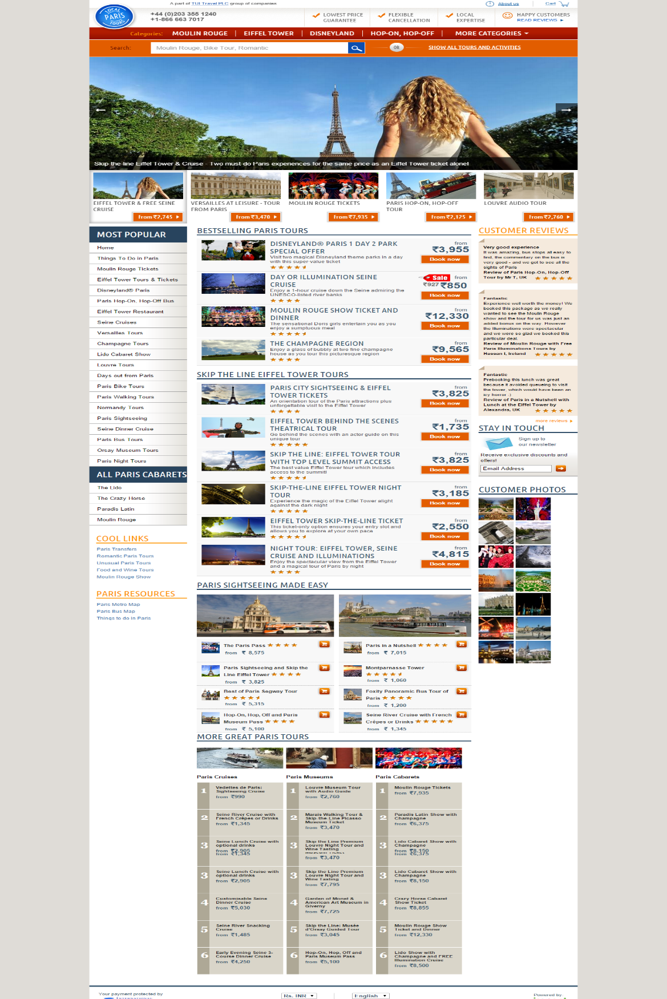 A part of TUI Travel PLC group of companies
About us
Cart
LOCAL
PARIS
TOURS
+44 (0)203 355 1240
+1-866 663 7017
LOWEST PRICE
GUARANTEE
FLEXIBLE
CANCELLATION
LOCAL
EXPERTISE
HAPPY CUSTOMERS
READ REVIEWS
Categories: MOULIN ROUGE | EIFFEL TOWER | DISNEYLAND | HOP-ON, HOP-OFF | MORE CATEGORIES
Search: Moulin Rouge, Bike Tour, Romantic OR SHOW ALL TOURS AND ACTIVITIES
Skip-the-line Eiffel Tower & Cruise - Two must-do Paris experiences for the same price as an Eiffel Tower ticket alone!
EIFFEL TOWER & FREE SEINE
CRUISE
from ₹2,745
VERSAILLES AT LEISURE - TOUR
FROM PARIS
from ₹3,470
MOULIN ROUGE TICKETS
from ₹7,935
PARIS HOP-ON, HOP-OFF
TOUR
from ₹2,125
LOUVRE AUDIO TOUR
from ₹2,760
MOST POPULAR
Home
Things To Do in Paris
Moulin Rouge Tickets
Eiffel Tower Tours & Tickets
Disneyland® Paris
Paris Hop-On, Hop-Off Bus
Eiffel Tower Restaurant
Seine Cruises
Versailles Tours
Champagne Tours
Lido Cabaret Show
Louvre Tours
Days out from Paris
Paris Bike Tours
Paris Walking Tours
Normandy Tours
Paris Sightseeing
Seine Dinner Cruise
Paris Bus Tours
Orsay Museum Tours
Paris Night Tours
ALL PARIS CABARETS
The Lido
The Crazy Horse
Paradis Latin
Moulin Rouge
COOL LINKS
Paris Transfers
Romantic Paris Tours
Unusual Paris Tours
Food and Wine Tours
Moulin Rouge Show
PARIS RESOURCES
Paris Metro Map
Paris Bus Map
Things to do in Paris
BESTSELLING PARIS TOURS
DISNEYLAND® PARIS 1 DAY 2 PARK
SPECIAL OFFER
Visit two magical Disneyland theme parks in a day
with this super-value ticket
from
₹3,955
Book now
DAY OR ILLUMINATION SEINE
CRUISE
Enjoy a 1-hour cruise down the Seine admiring the
UNESCO-listed river banks
Sale from
₹927 ₹850
Book now
MOULIN ROUGE SHOW TICKET AND
DINNER
The sensational Doris girls entertain you as you
enjoy a sumptuous meal
from
₹12,330
Book now
THE CHAMPAGNE REGION
Enjoy a glass of bubbly at two fine champagne
house as you tour this picturesque region
from
₹9,565
Book now
SKIP THE LINE EIFFEL TOWER TOURS
PARIS CITY SIGHTSEEING & EIFFEL
TOWER TICKETS
An orientation tour of the Paris attractions plus
unforgettable visit to the Eiffel Tower
from
₹3,825
Book now
EIFFEL TOWER BEHIND THE SCENES
THEATRICAL TOUR
Go behind the scenes with an actor guide on this
unique tour
from
₹1,735
Book now
SKIP THE LINE: EIFFEL TOWER TOUR
WITH TOP LEVEL SUMMIT ACCESS
The best value Eiffel Tower tour which includes
access to the summit!
from
₹3,825
Book now
SKIP-THE-LINE EIFFEL TOWER NIGHT
TOUR
Experience the magic of the Eiffel Tower alight
against the dark night
from
₹3,185
Book now
EIFFEL TOWER SKIP-THE-LINE TICKET
This ticket-only option ensures your entry slot and
allows you to explore at your own pace
from
₹2,550
Book now
NIGHT TOUR: EIFFEL TOWER, SEINE
CRUISE AND ILLUMINATIONS
Enjoy the spectacular view from the Eiffel Tower
and a magical tour of Paris by night
from
₹4,815
Book now
PARIS SIGHTSEEING MADE EASY
The Paris Pass
from ₹ 8,575
Paris Sightseeing and Skip the
Line Eiffel Tower
from ₹ 3,825
Best of Paris Segway Tour
from ₹ 5,315
Hop-On, Hop, Off and Paris
Museum Pass
from ₹ 5,100
Paris in a Nutshell
from ₹ 7,015
Montparnasse Tower
from ₹ 1,060
Foxity Panoramic Bus Tour of
Paris
from ₹ 1,200
Seine River Cruise with French
Crêpes or Drinks
from ₹ 1,345
MORE GREAT PARIS TOURS
Paris Cruises
1 Vedettes de Paris:
Sightseeing Cruise
from ₹990
2 Seine River Cruise with
French Crêpes or Drinks
from ₹1,345
3 Seine Lunch Cruise with
optional drinks
from ₹2,905
from ₹1,345
3 Seine Lunch Cruise with
optional drinks
from ₹2,905
4 Customisable Seine
Dinner Cruise
from ₹5,030
5 Seine River Snacking
Cruise
from ₹1,485
6 Early Evening Seine 3-
Course Dinner Cruise
from ₹4,250
Paris Museums
1 Louvre Museum Tour
with Audio Guide
from ₹2,760
2 Marais Walking Tour &
Skip-the-Line Picasso
Museum Ticket
from ₹3,470
3 Skip the Line Premium
Louvre Night Tour and
Wine Tasting
from ₹3,470
3 Skip the Line Premium
Louvre Night Tour and
Wine Tasting
from ₹7,795
4 Garden of Monet &
American Art Museum in
Giverny
from ₹7,725
5 Skip the Line: Musée
d'Orsay Guided Tour
from ₹3,045
6 Hop-On, Hop, Off and
Paris Museum Pass
from ₹5,100
Paris Cabarets
1 Moulin Rouge Tickets
from ₹7,935
2 Paradis Latin Show with
Champagne
from ₹6,375
3 Lido Cabaret Show with
Champagne
from ₹8,150
from ₹6,375
3 Lido Cabaret Show with
Champagne
from ₹8,150
4 Crazy Horse Cabaret
Show Ticket
from ₹8,855
5 Moulin Rouge Show
Ticket and Dinner
from ₹12,330
6 Lido Show with
Champagne and FREE
Illumination Cruise
from ₹8,500
CUSTOMER REVIEWS
Very good experience
It was amazing, bus stops all easy to
find, the commentary on the bus is
very good - and we got to see all the
sights of Paris
Review of Paris Hop-On, Hop-Off
Tour by Mr T, UK
Fantastic
Experience well worth the money! We
booked this package as we really
wanted to see the Moulin Rouge
show and the tour for us was just an
added bonus on the way. However
the Illuminations were spectacular
and we were so glad we booked this
particular deal.
Review of Moulin Rouge with Free
Paris Illuminations Tours by
Hassan I, Ireland
Fantastic
Prebooking this lunch was great
because it avoided queueing to visit
the tower, which would have been an
icy horror :)
Review of Paris in a Nutshell with
Lunch at the Eiffel Tower by
Alexandra, UK
more reviews
STAY IN TOUCH
Sign up to
our newsletter
Receive exclusive discounts and
offers!
Email Address
CUSTOMER PHOTOS
Your payment protected by
INTERNATIONAL
Rs. INR
English
Powered by: